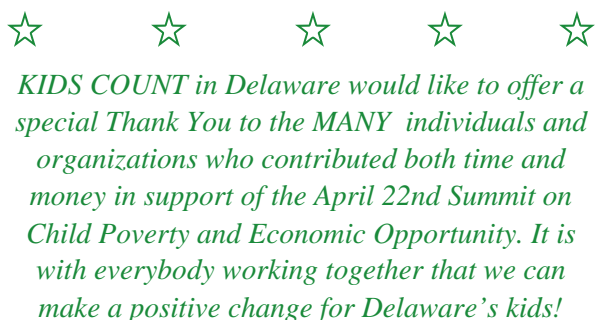 KIDS COUNT in Delaware would like to offer a
special Thank You to the MANY  individuals and
organizations who contributed both time and
money in support of the April 22nd Summit on
Child Poverty and Economic Opportunity. It is
with everybody working together that we can
make a positive change for Delaware’s kids!